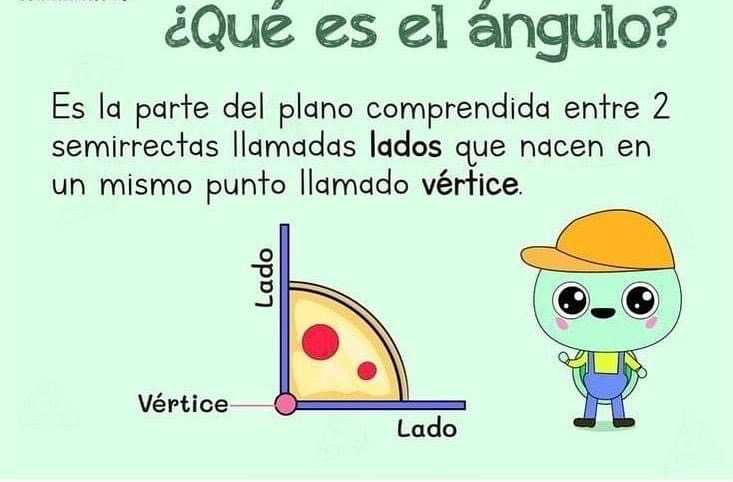 ¿Qué es el ángulo?
Es la parte del plano comprendida entre 2
semirrectas llamadas lados que nacen en
un mismo punto llamado vértice.
Lado
Vértice
Lado